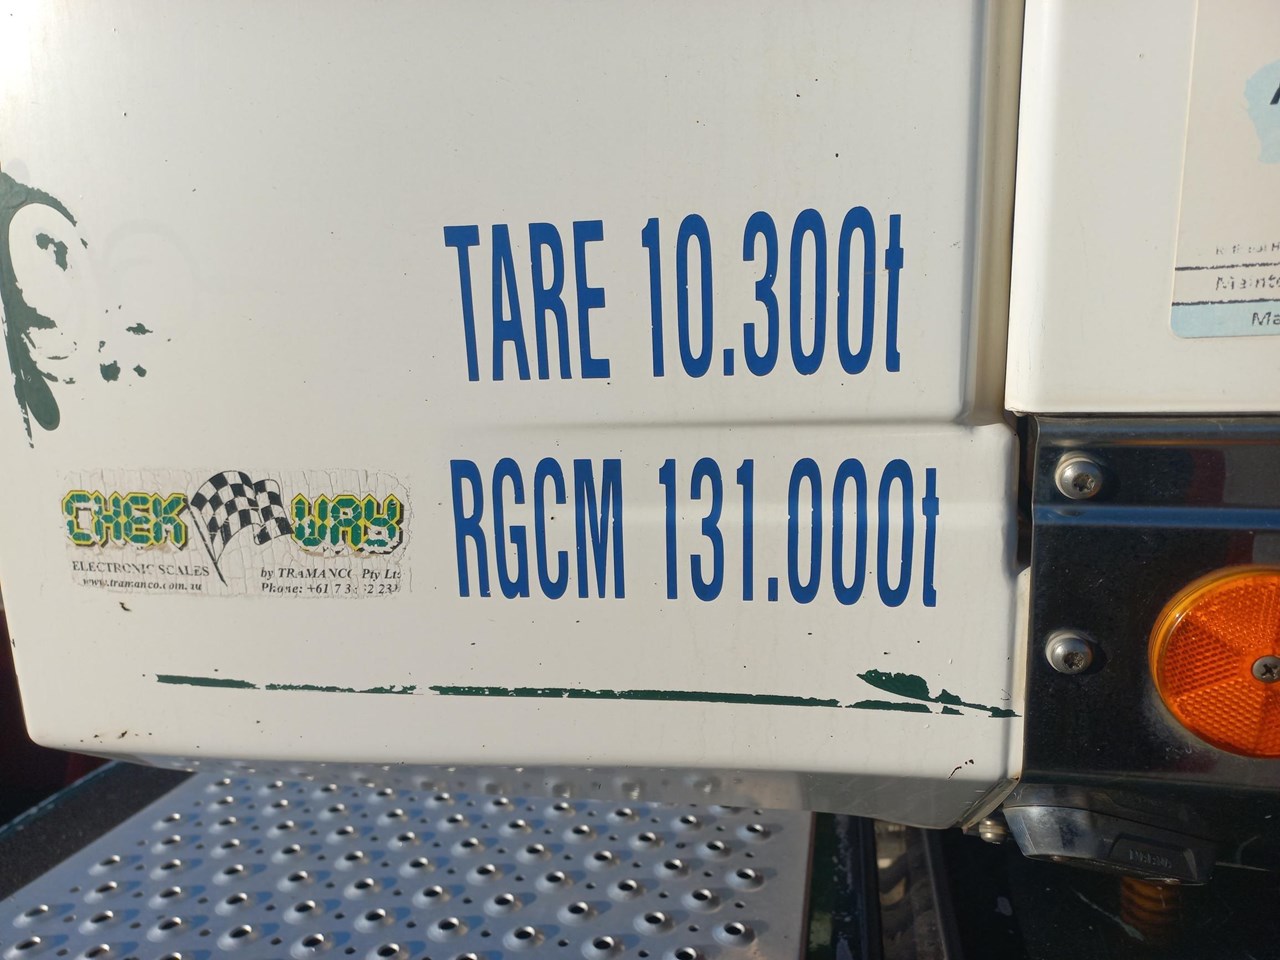 TARE 10.300t
RGCM 131.000t
CHEK WAY
ELECTRONIC SCALES
www.tramanco.com.au
by TRAMANCO Pty Lt
Phone: +61 7 3